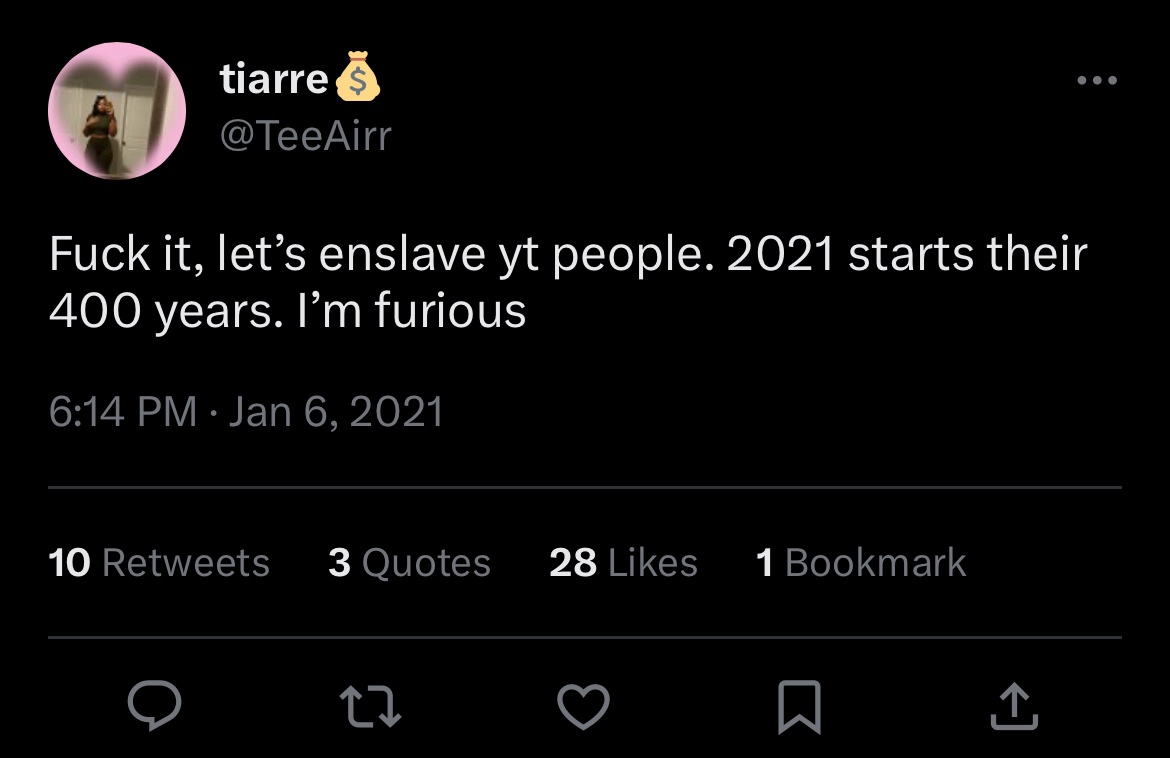 tiarre💰
@TeeAirr
Fuck it, let’s enslave yt people. 2021 starts their
400 years. I’m furious
6:14 PM · Jan 6, 2021
10 Retweets 3 Quotes 28 Likes 1 Bookmark